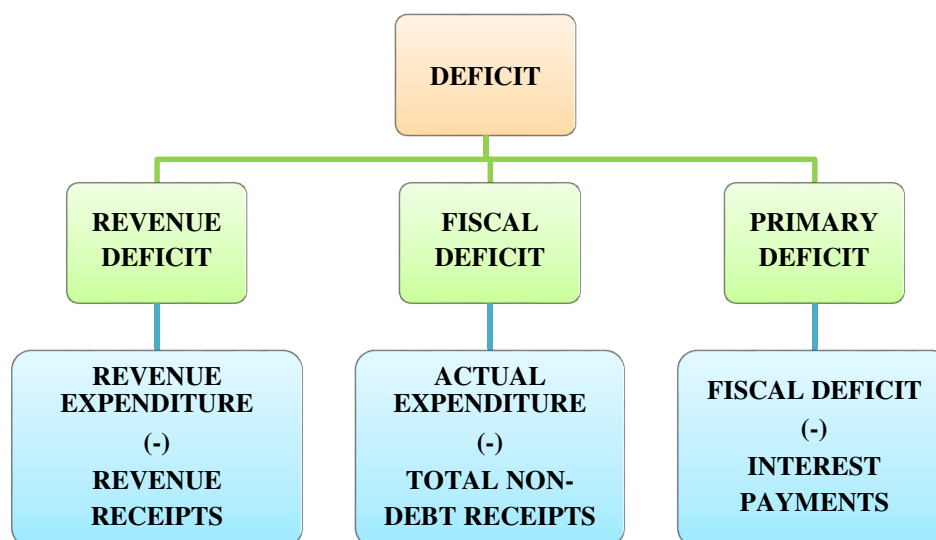 DEFICIT
REVENUE
DEFICIT
FISCAL
DEFICIT
PRIMARY
DEFICIT
REVENUE
EXPENDITURE
(-)
REVENUE
RECEIPTS
ACTUAL
EXPENDITURE
(-)
TOTAL NON-
DEBT RECEIPTS
FISCAL DEFICIT
(-)
INTEREST
PAYMENTS